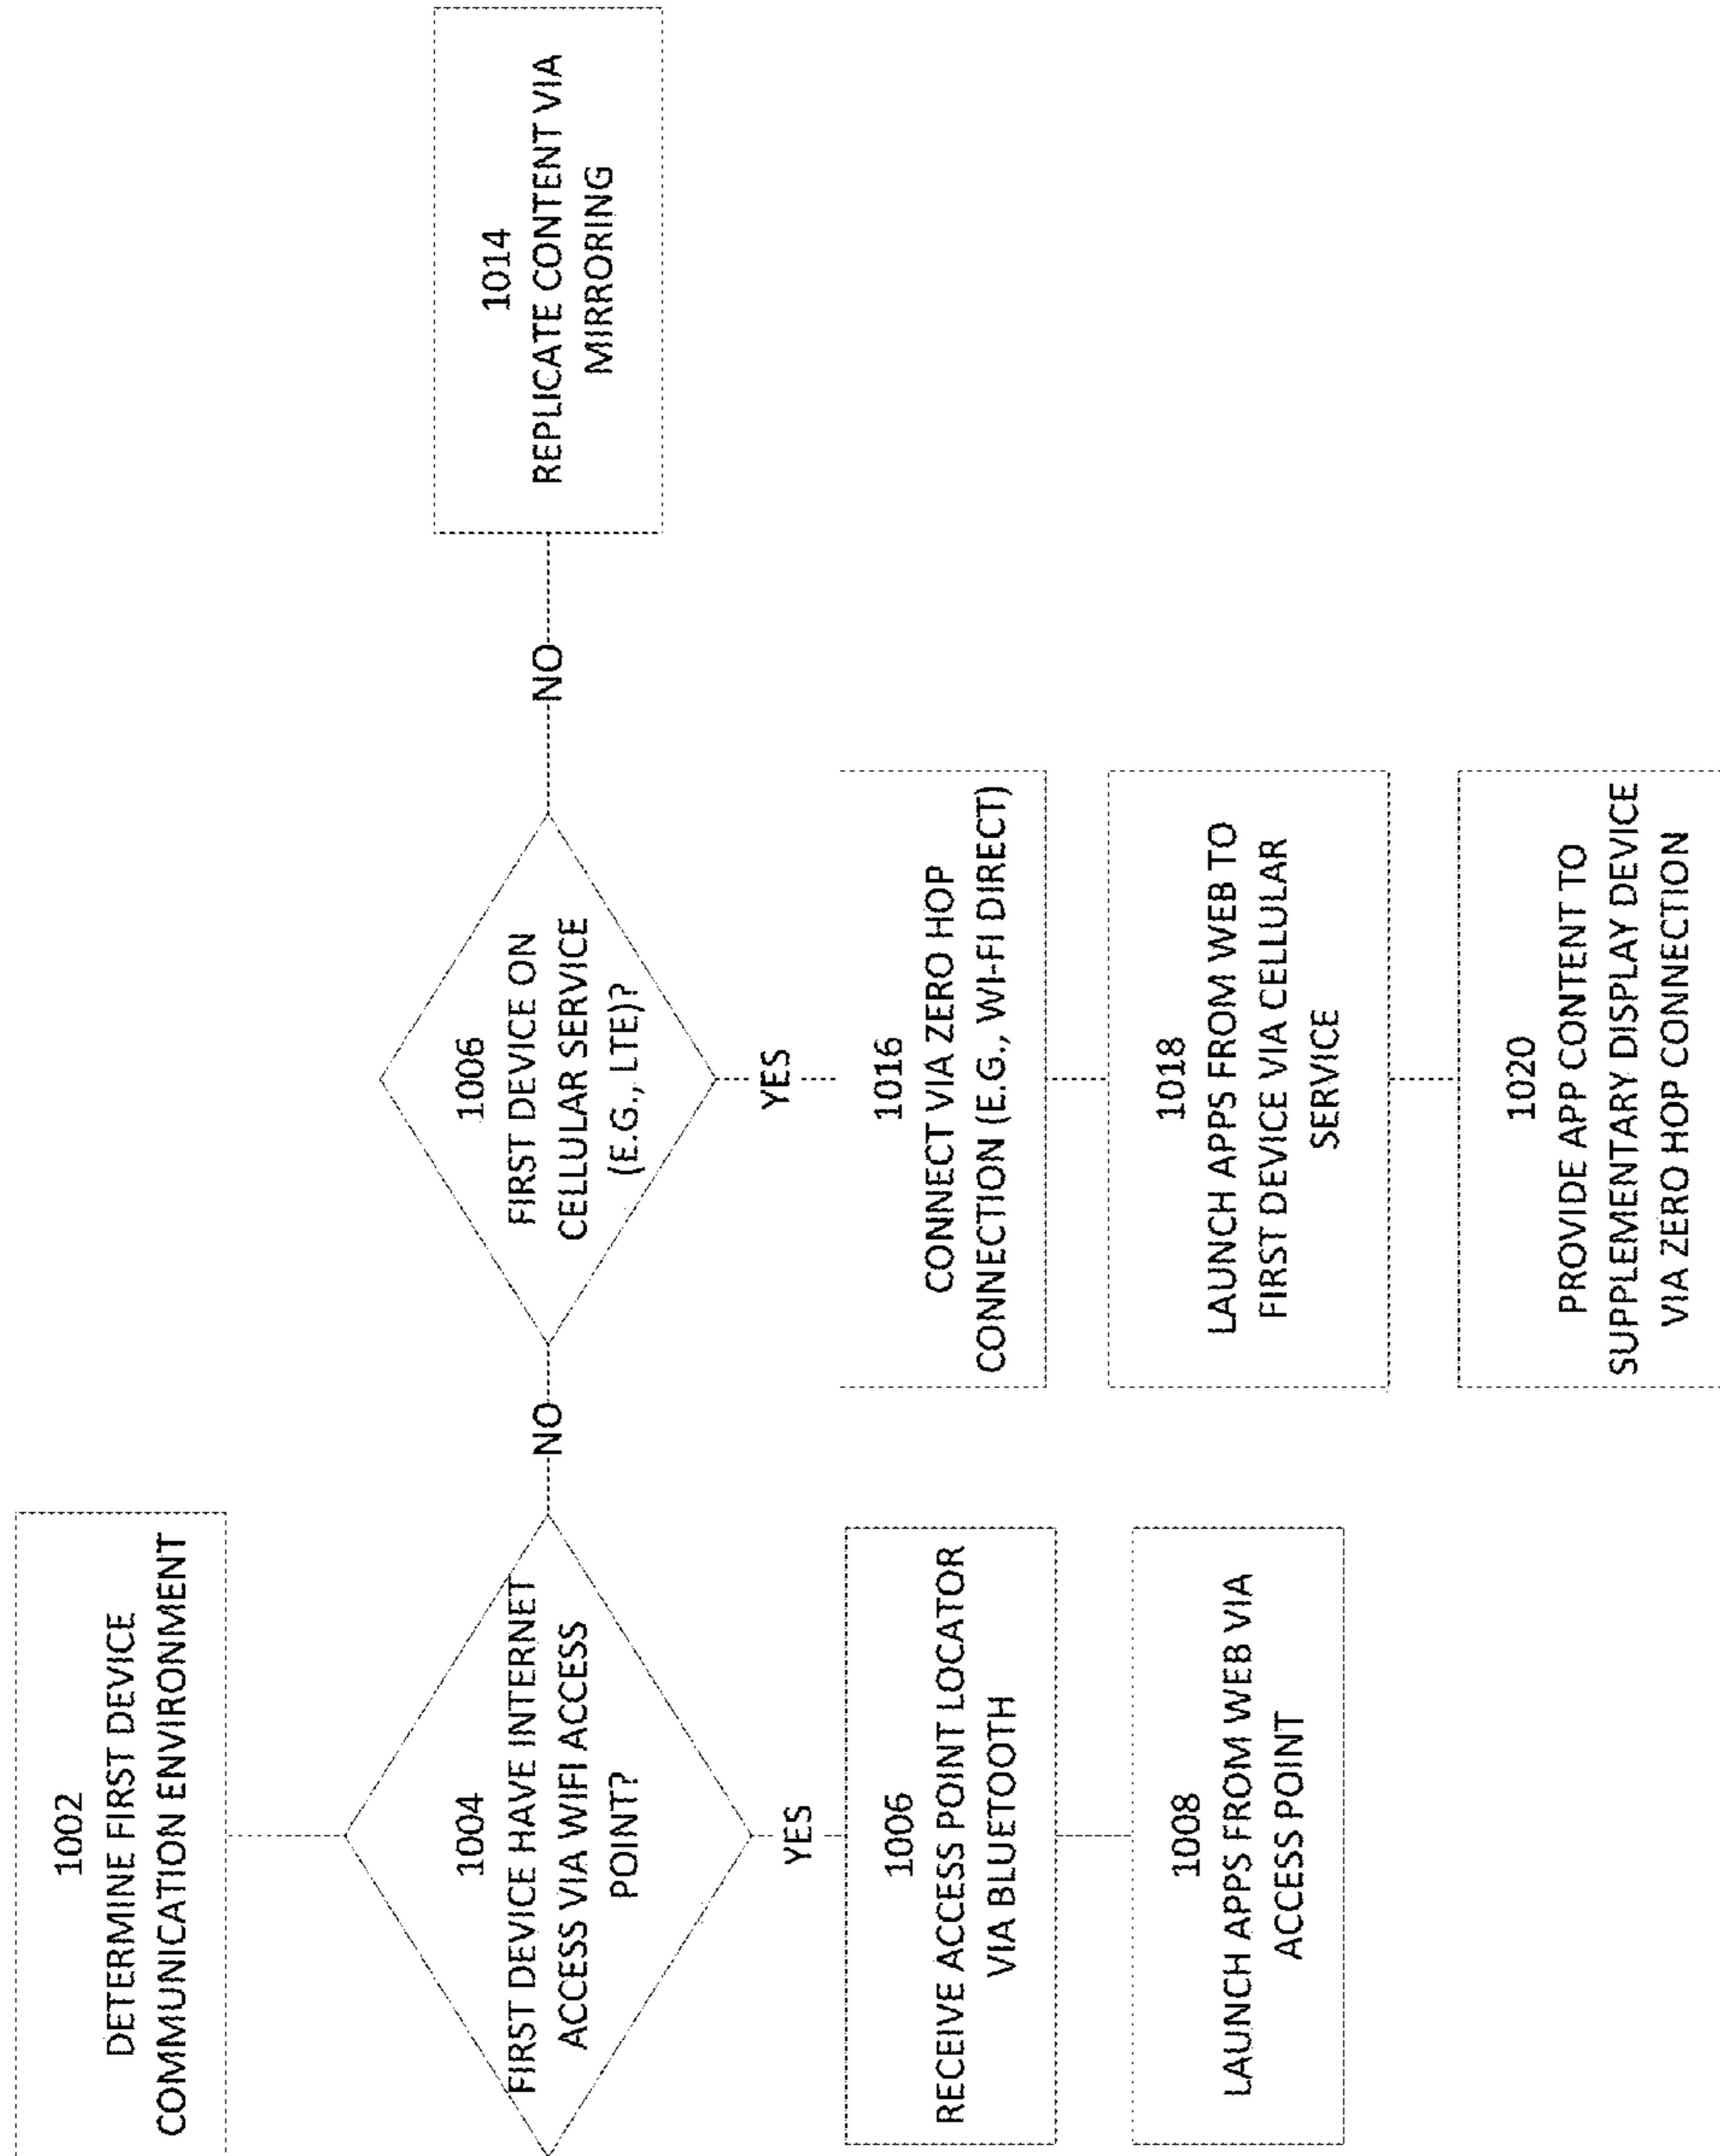 1002
DETERMINE FIRST DEVICE
COMMUNICATION ENVIRONMENT
1004
FIRST DEVICE HAVE INTERNET
ACCESS VIA WIFI ACCESS
POINT?
YES
1006
RECEIVE ACCESS POINT LOCATOR
VIA BLUETOOTH
1008
LAUNCH APPS FROM WEB VIA
ACCESS POINT
NO
1006
FIRST DEVICE ON
CELLULAR SERVICE
(E.G., LTE)?
YES
1016
CONNECT VIA ZERO HOP
CONNECTION (E.G., WI-FI DIRECT)
1018
LAUNCH APPS FROM WEB TO
FIRST DEVICE VIA CELLULAR
SERVICE
1020
PROVIDE APP CONTENT TO
SUPPLEMENTARY DISPLAY DEVICE
VIA ZERO HOP CONNECTION
NO
1014
REPLICATE CONTENT VIA
MIRRORING